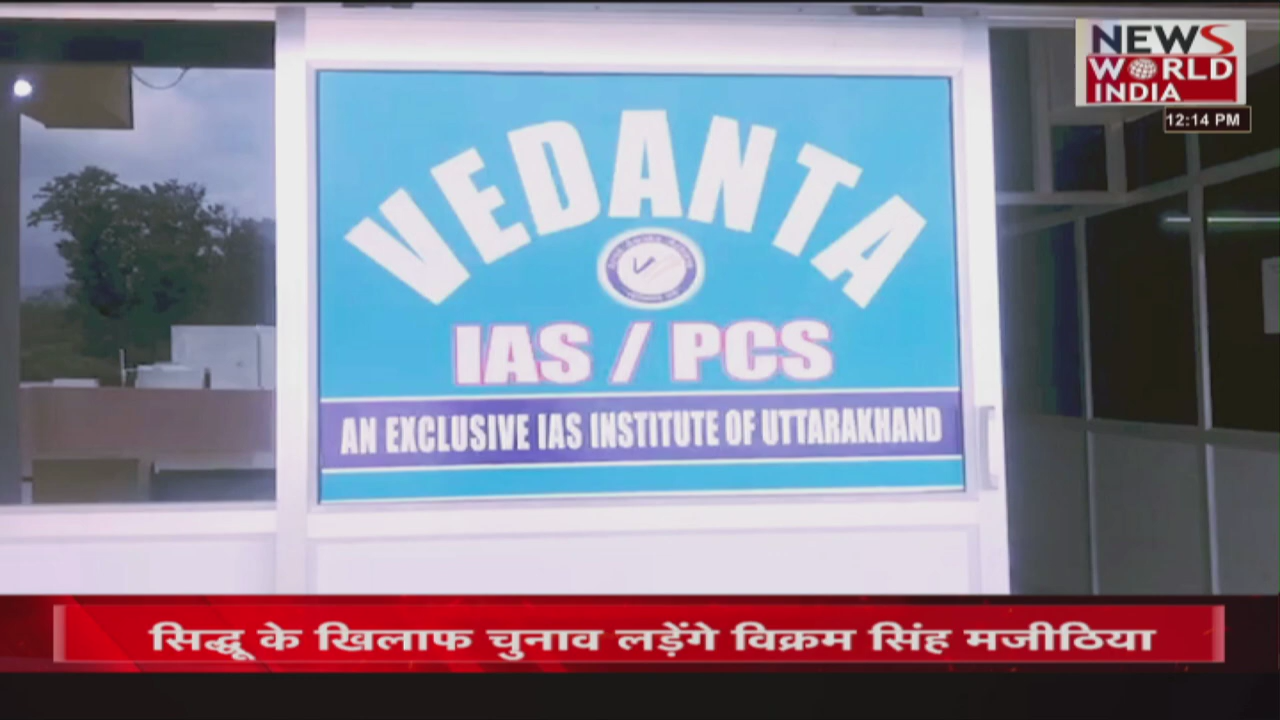 NEWS
WORLD
INDIA
12:14 PM
VEDANTA
IAS / PCS
AN EXCLUSIVE IAS INSTITUTE OF UTTARAKHAND
सिद्धू के खिलाफ चुनाव लड़ेंगे विक्रम सिंह मजीठिया